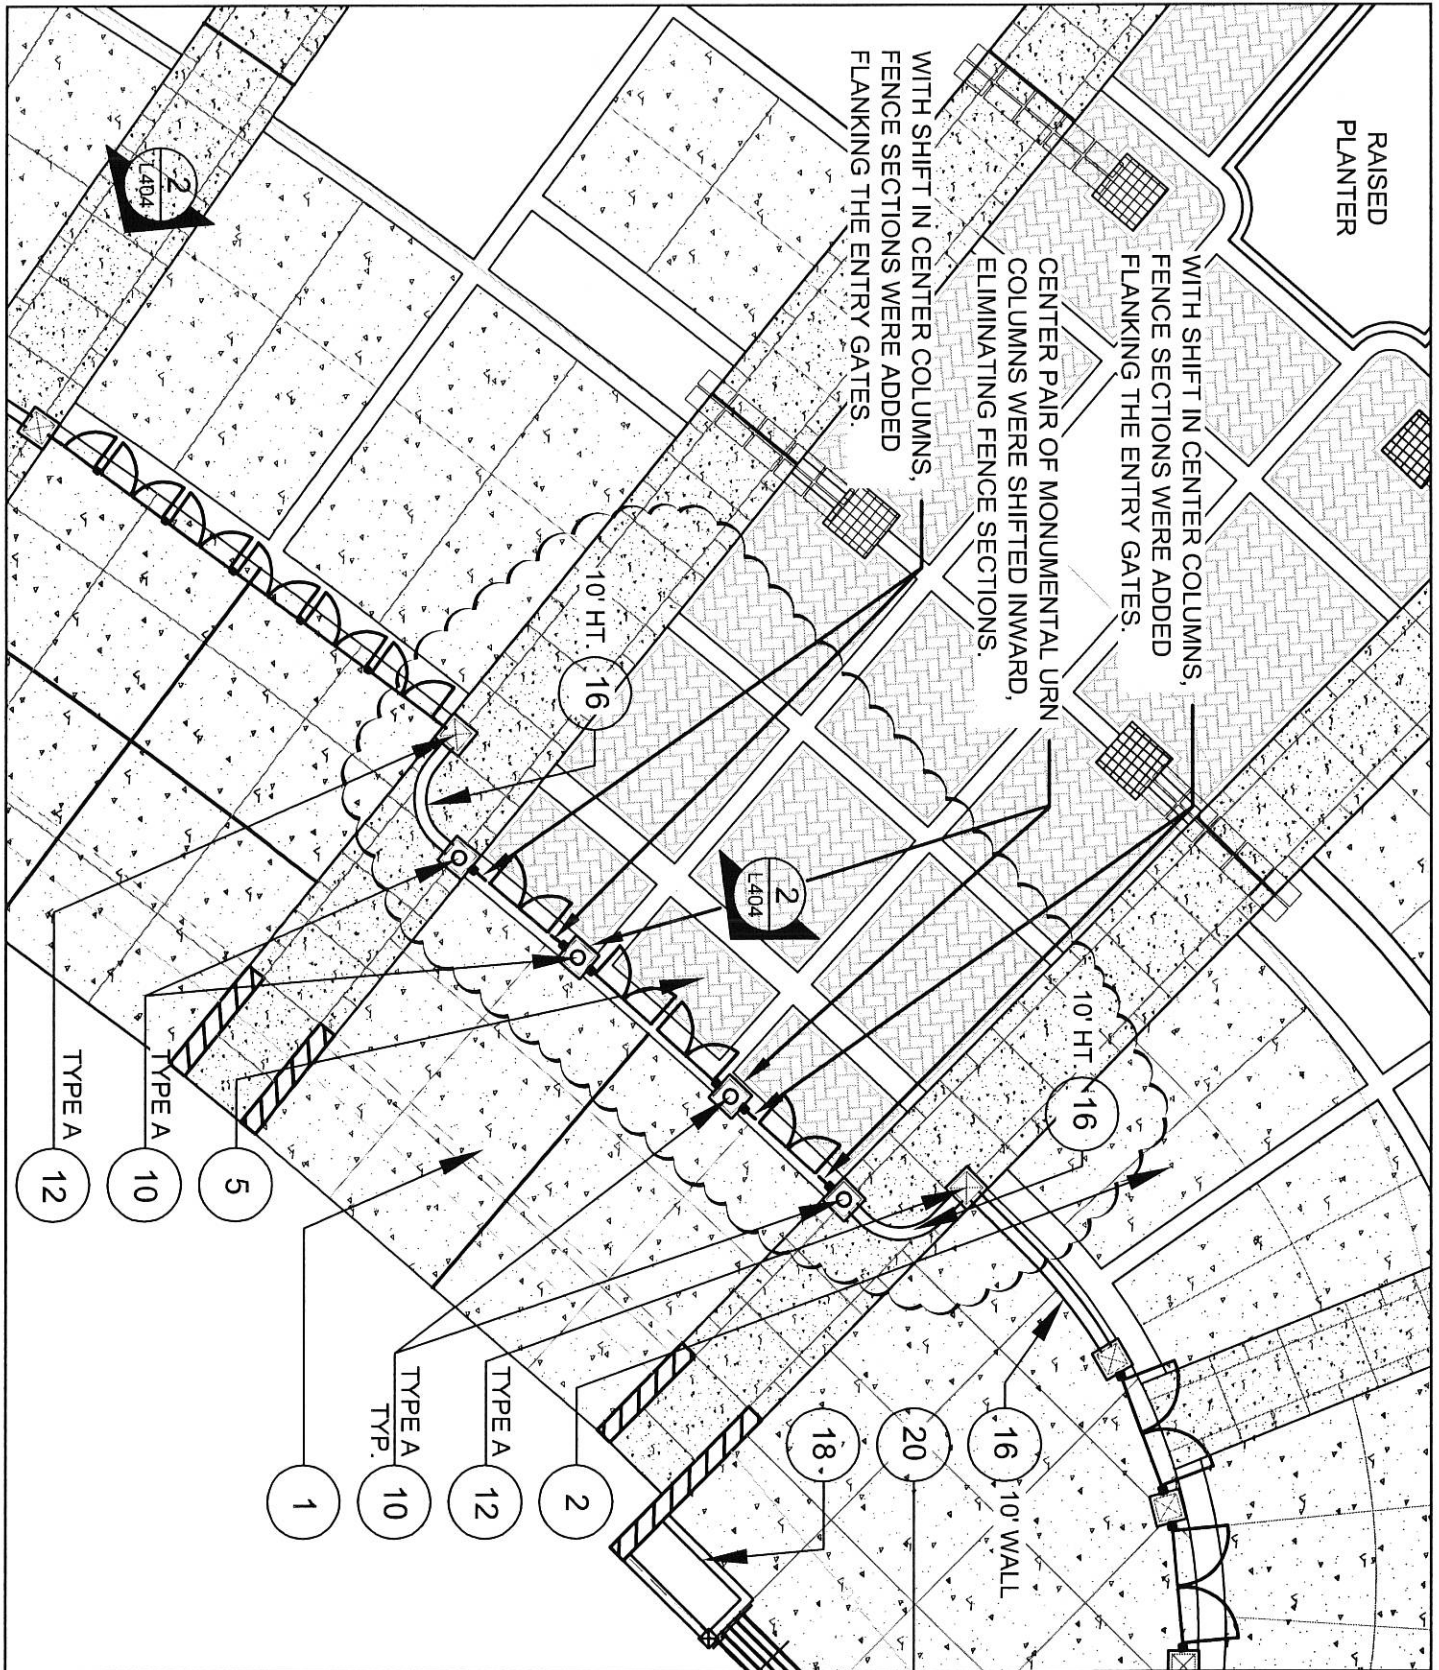 RAISED
PLANTER
WITH SHIFT IN CENTER COLUMNS,
FENCE SECTIONS WERE ADDED
FLANKING THE ENTRY GATES.
CENTER PAIR OF MONUMENTAL URN
COLUMNS WERE SHIFTED INWARD,
ELIMINATING FENCE SECTIONS.
WITH SHIFT IN CENTER COLUMNS,
FENCE SECTIONS WERE ADDED
FLANKING THE ENTRY GATES.
2
L404
10' HT. 16
2
L404
10' HT. 16
16 10' WALL
20
18
2
TYPE A 12
TYPE A 10
TYP.
1
5
TYPE A 10
TYPE A 12